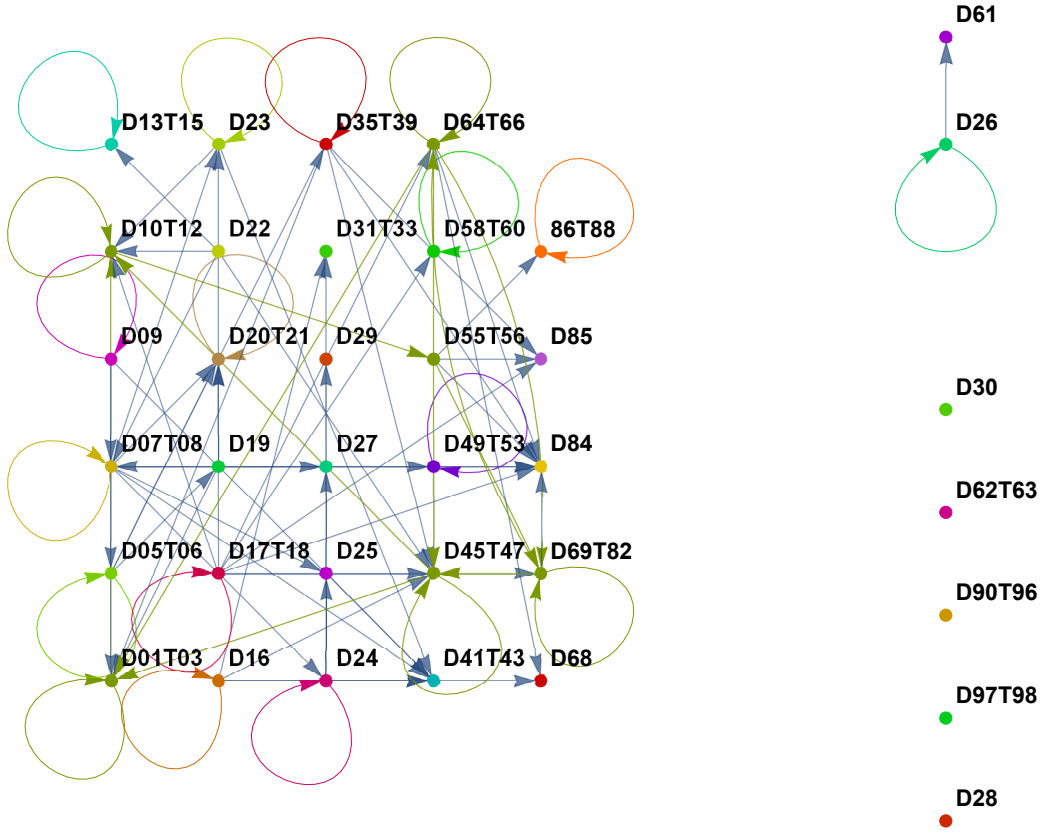 D61
D13T15 D23 D35T39 D64T66 D26
D10T12 D22 D31T33 D58T60 86T88
D09 D20T21 D29 D55T56 D85
D30
D07T08 D19 D27 D49T53 D84
D62T63
D05T06 D17T18 D25 D45T47 D69T82
D90T96
D01T03 D16 D24 D41T43 D68
D97T98
D28